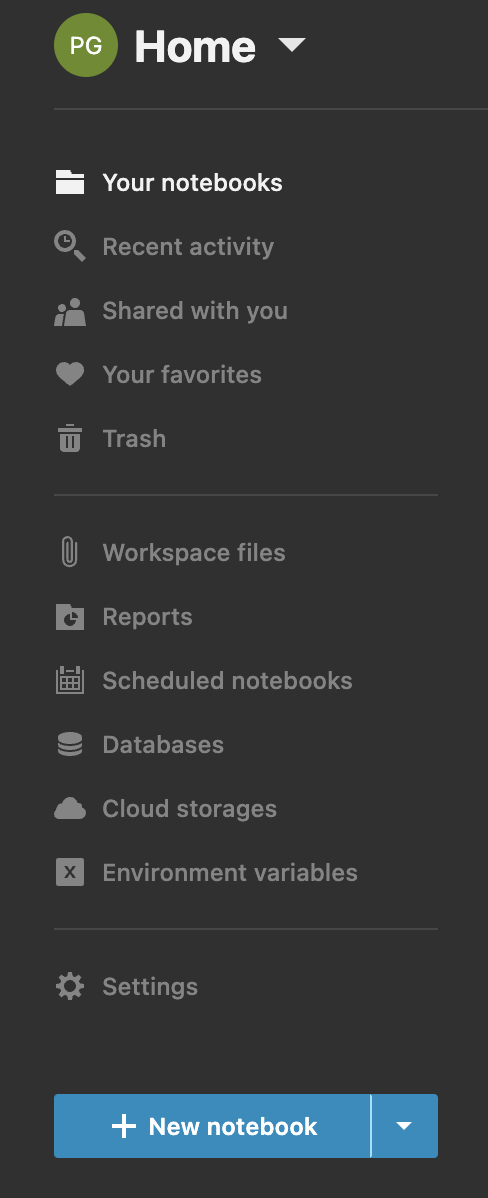 PG Home
Your notebooks
Recent activity
Shared with you
Your favorites
Trash
Workspace files
Reports
Scheduled notebooks
Databases
Cloud storages
X Environment variables
Settings
+ New notebook